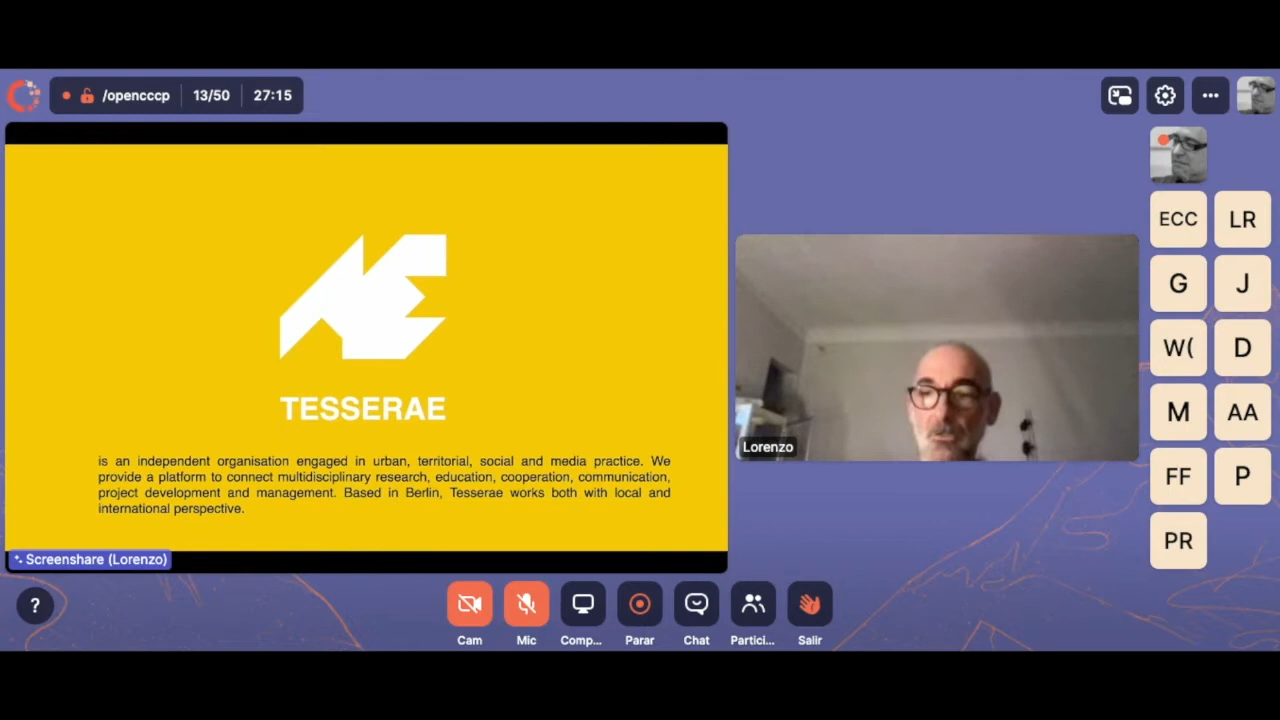 /opencccp
13/50
27:15
TESSERAE
is an independent organisation engaged in urban, territorial, social and media practice. We
provide a platform to connect multidisciplinary research, education, cooperation, communication,
project development and management. Based in Berlin, Tesserae works both with local and
international perspective.
Screenshare (Lorenzo)
Lorenzo
ECC
LR
G
J
W(
D
M
AA
FF
P
PR
?
Cam
Mic
Comp...
Parar
Chat
Partici...
Salir